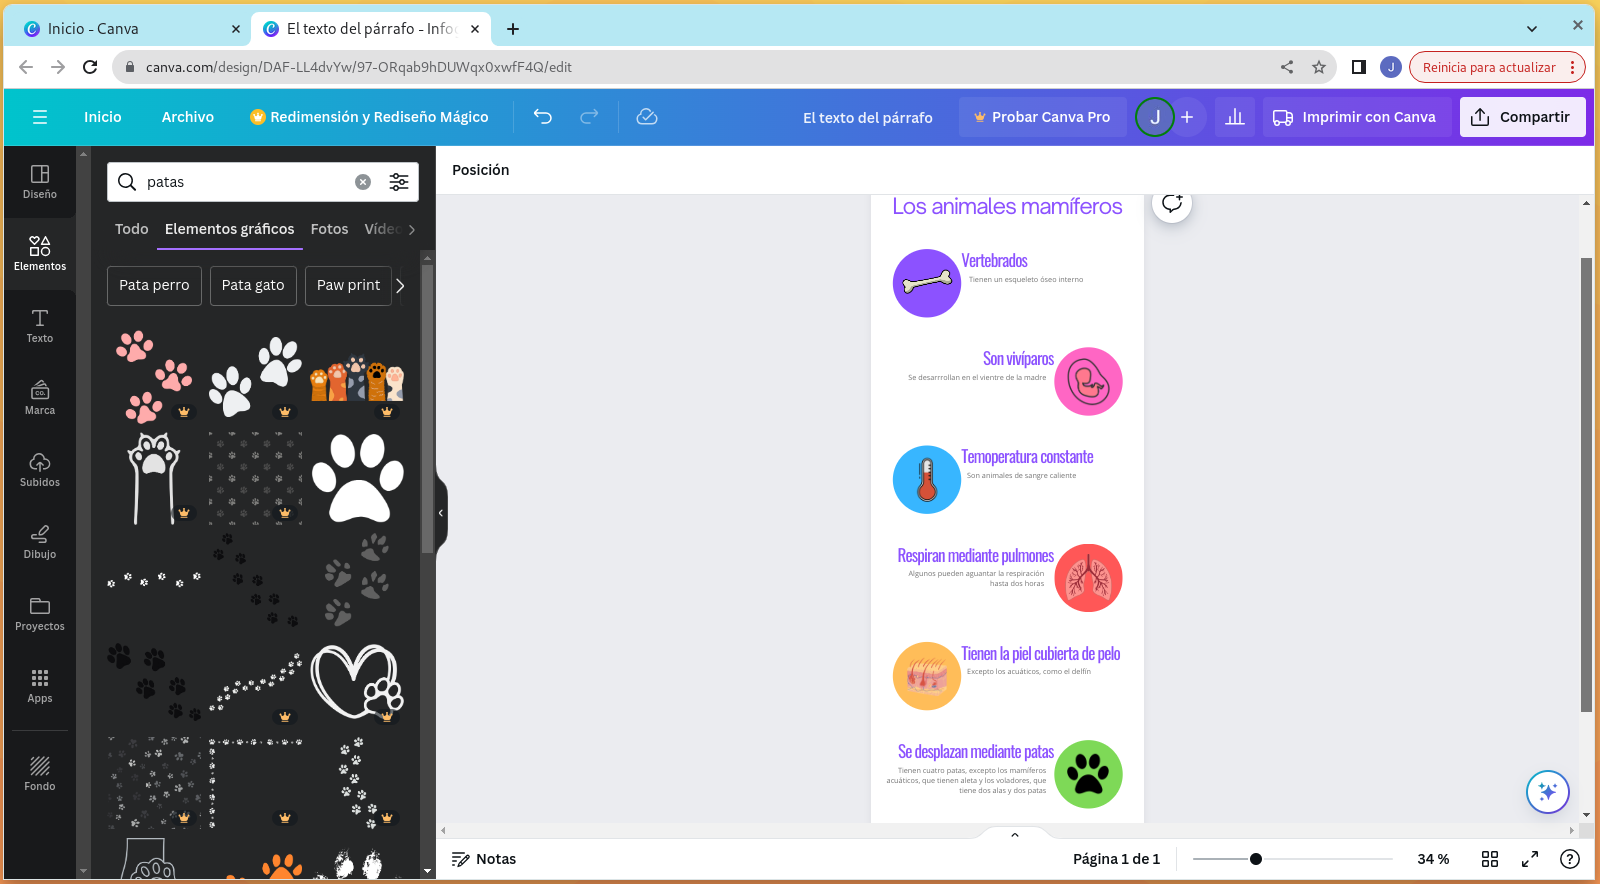 Inicio - Canva
El texto del párrafo - Info
canva.com/design/DAF-LL4dvYw/97-ORqab9hDUWqx0xwfF4Q/edit
J
Reinicia para actualizar
Inicio
Archivo
Redimensión y Rediseño Mágico
El texto del párrafo
Probar Canva Pro
J
Imprimir con Canva
Compartir
Diseño
Elementos
Texto
Marca
Subidos
Dibujo
Proyectos
Apps
Fondo
patas
Todo
Elementos gráficos
Fotos
Víde
Pata perro
Pata gato
Paw print
Posición
Los animales mamíferos
Vertebrados
Tienen un esqueleto óseo interno
Son vivíparos
Se desarrrollan en el vientre de la madre
Temoperatura constante
Son animales de sangre caliente
Respiran mediante pulmones
Algunos pueden aguantar la respiración
hasta dos horas
Tienen la piel cubierta de pelo
Excepto los acuáticos, como el delfín
Se desplazan mediante patas
Tienen cuatro patas, excepto los mamíferos
acuáticos, que tienen aleta y los voladores, que
tiene dos alas y dos patas
Notas
Página 1 de 1
34 %